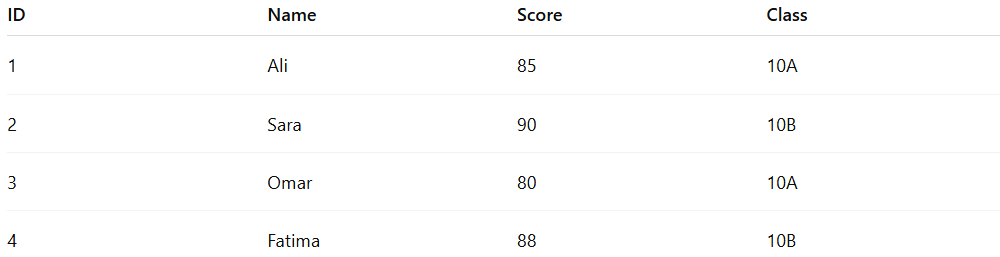 ID Name Score Class
1 Ali 85 10A
2 Sara 90 10B
3 Omar 80 10A
4 Fatima 88 10B